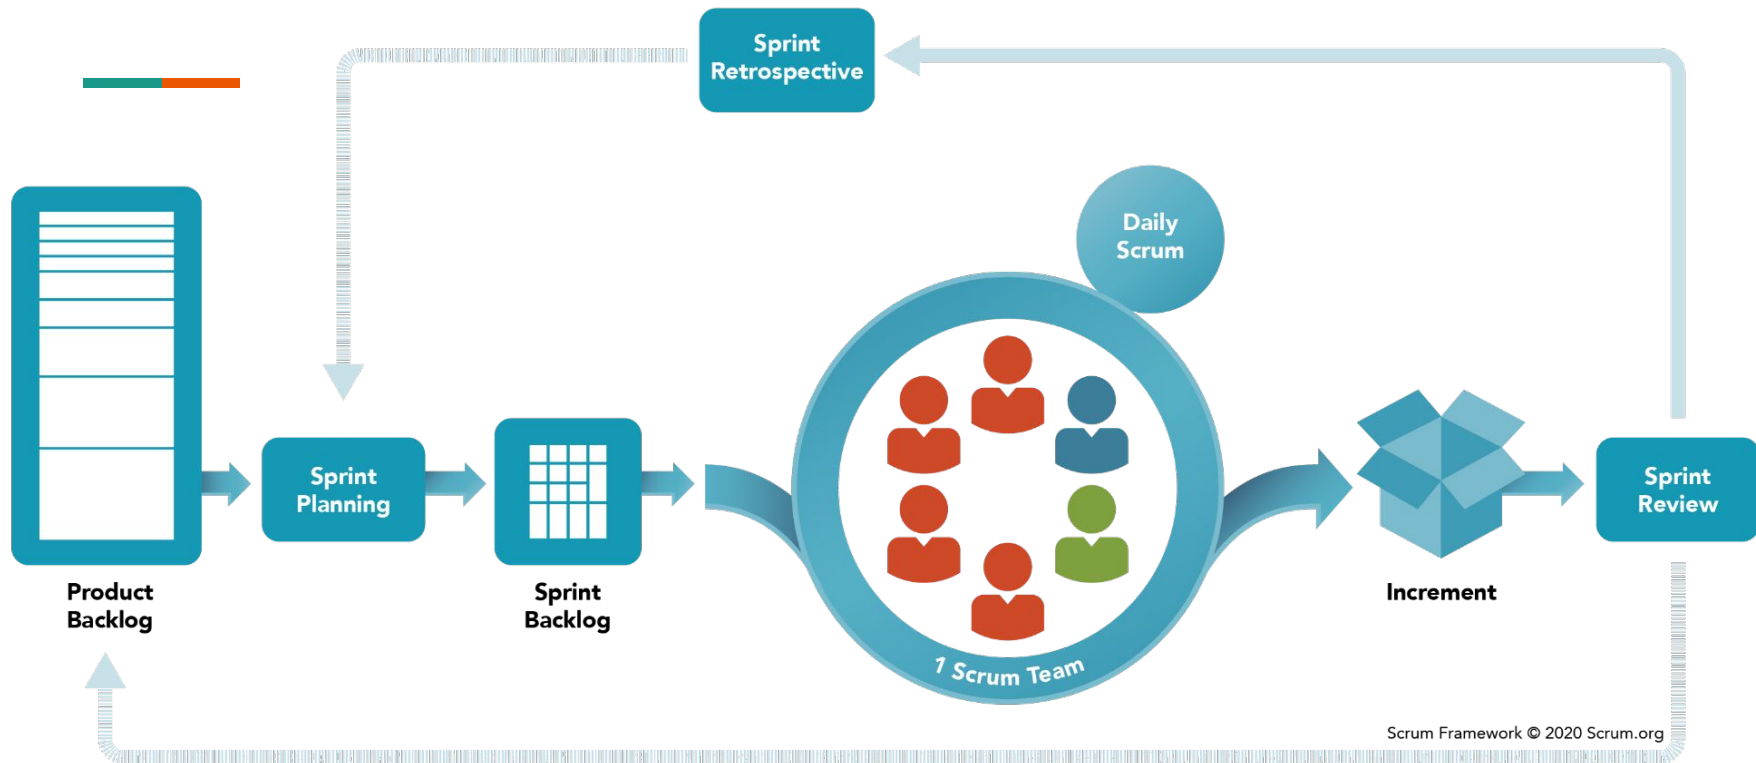 Sprint
Retrospective
Daily
Scrum
Sprint
Planning
Sprint
Review
Product
Backlog
Sprint
Backlog
Increment
1 Scrum Team
Scrum Framework © 2020 Scrum.org